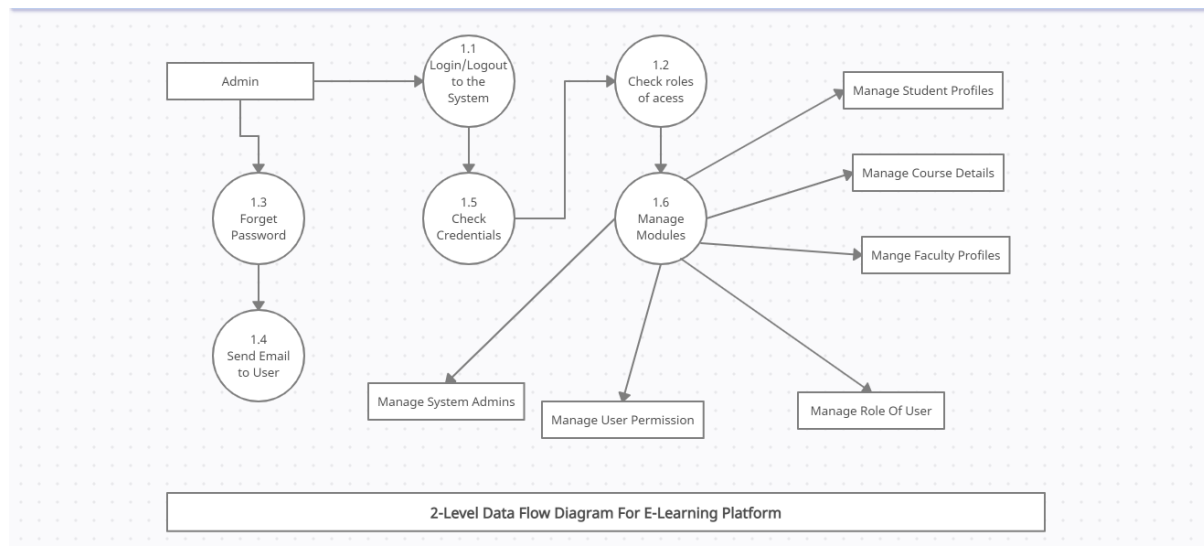 Admin
1.1
Login/Logout
to the
System
1.2
Check roles
of acess
Manage Student Profiles
Manage Course Details
1.3
Forget
Password
1.5
Check
Credentials
1.6
Manage
Modules
Mange Faculty Profiles
1.4
Send Email
to User
Manage System Admins
Manage User Permission
Manage Role Of User
2-Level Data Flow Diagram For E-Learning Platform